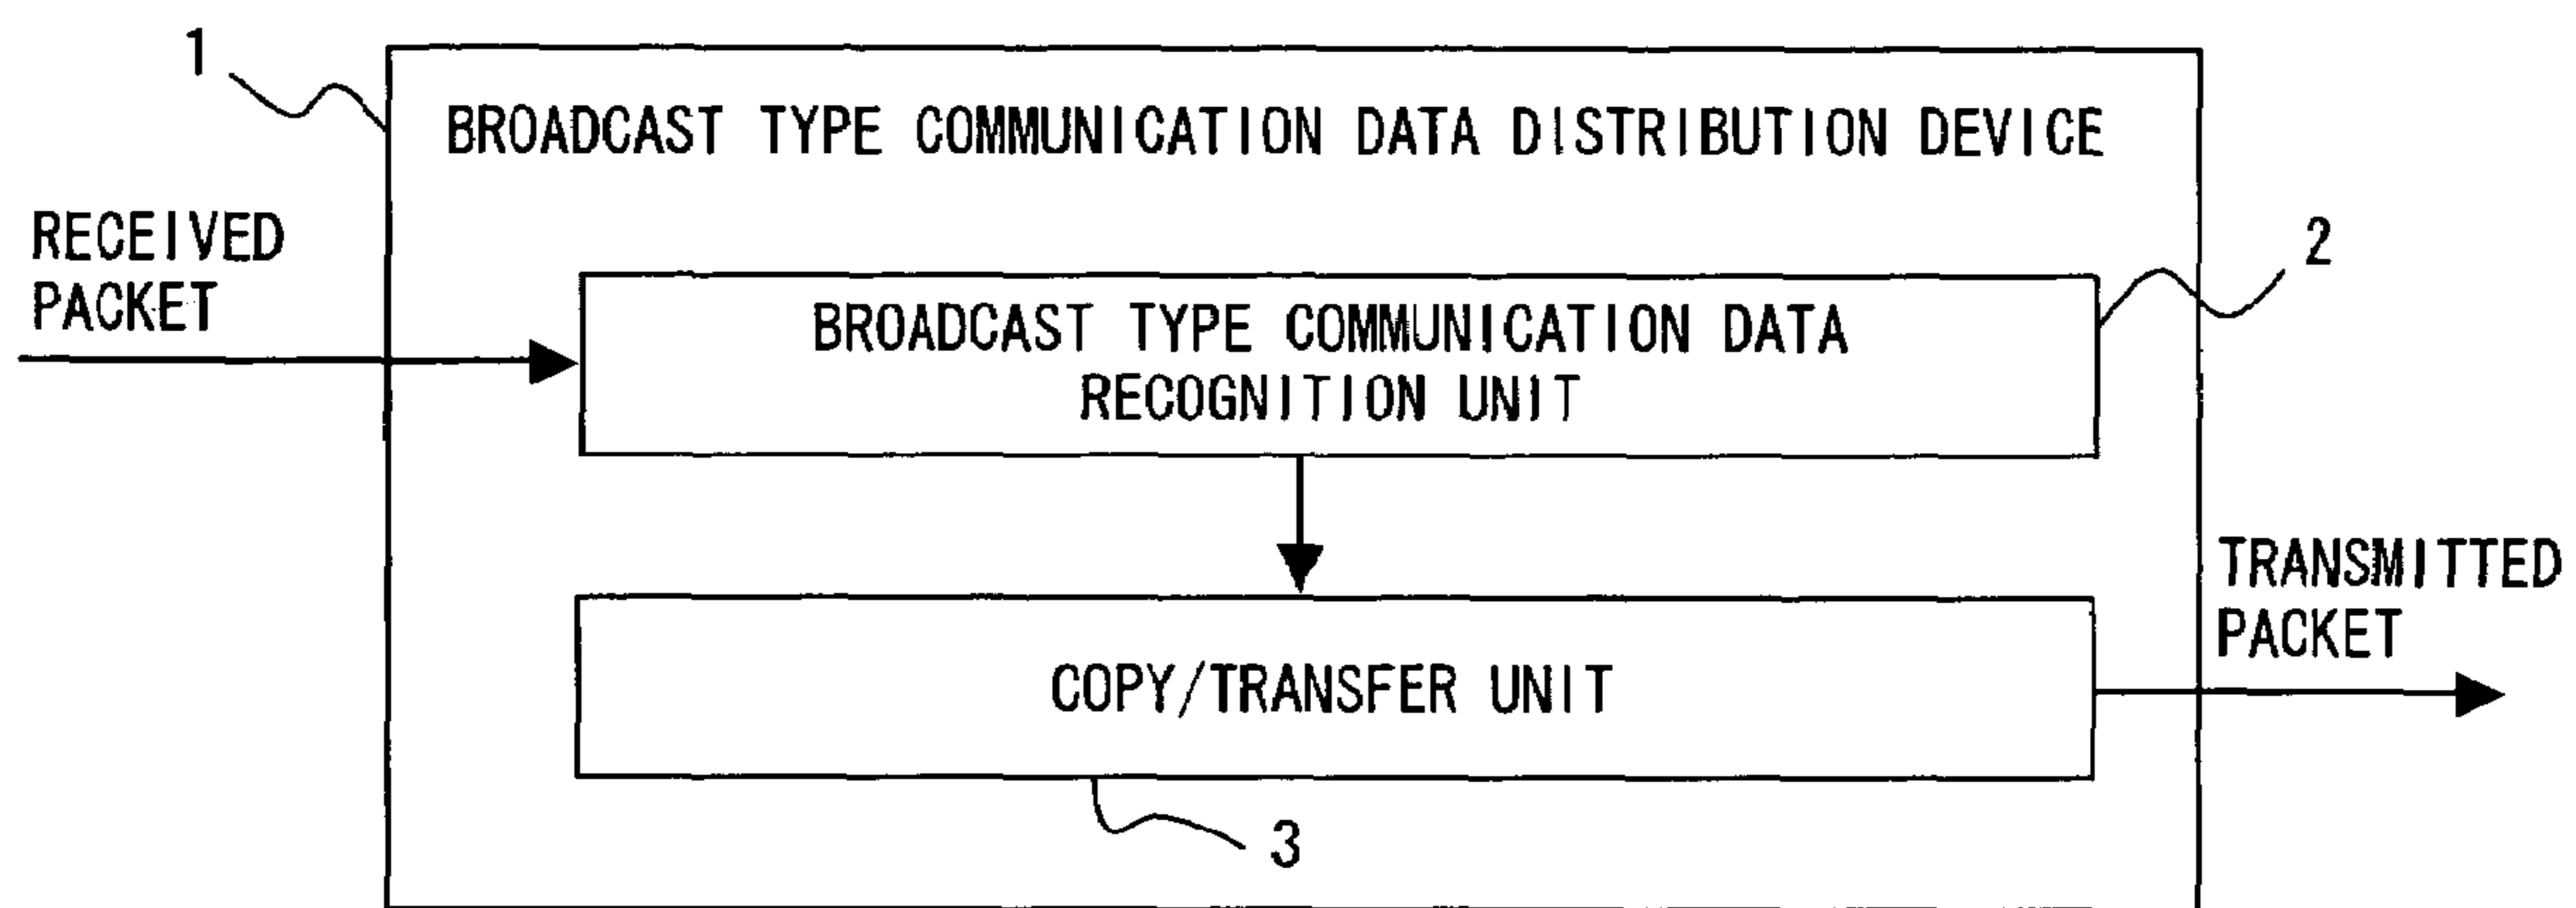 1
BROADCAST TYPE COMMUNICATION DATA DISTRIBUTION DEVICE
RECEIVED
PACKET
2
BROADCAST TYPE COMMUNICATION DATA
RECOGNITION UNIT
TRANSMITTED
PACKET
COPY/TRANSFER UNIT
3